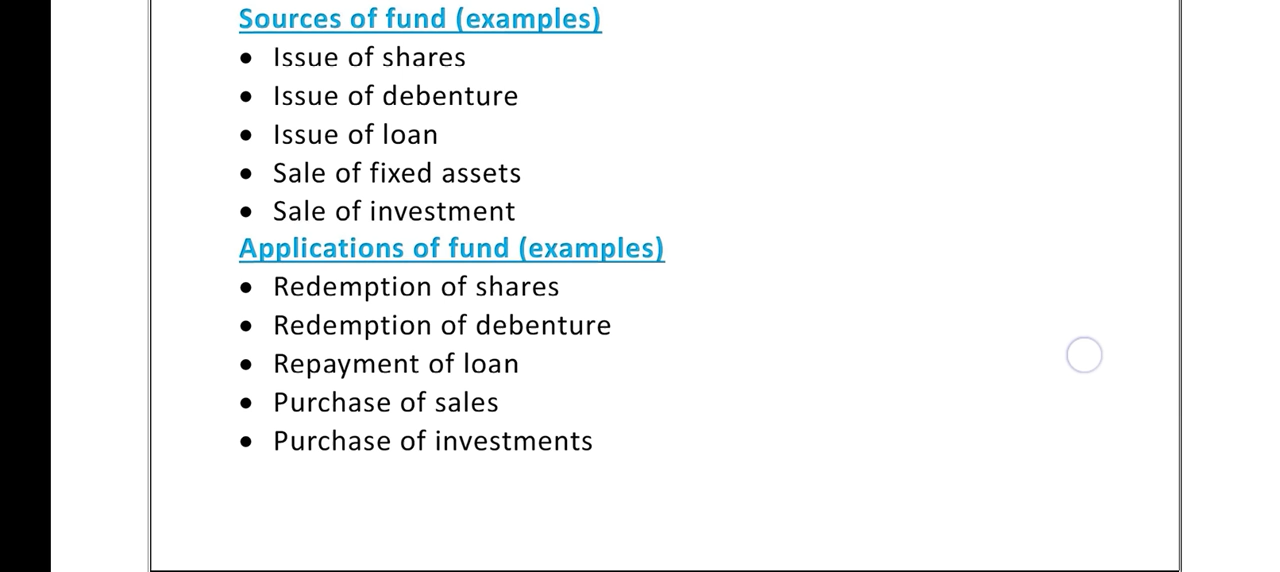 Sources of fund (examples)
• Issue of shares
• Issue of debenture
• Issue of loan
• Sale of fixed assets
• Sale of investment
Applications of fund (examples)
• Redemption of shares
• Redemption of debenture
• Repayment of loan
• Purchase of sales
• Purchase of investments